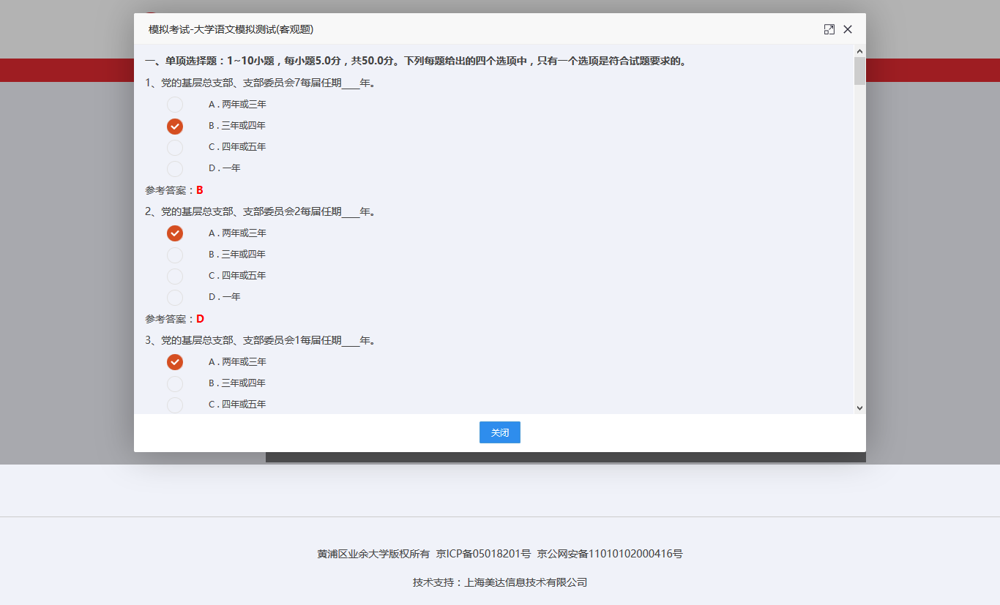 模拟考试-大学语文模拟测试(客观题)
一、单项选择题：1~10小题，每小题5.0分，共50.0分。下列每题给出的四个选项中，只有一个选项是符合试题要求的。
1、党的基层总支部、支部委员会7每届任期____年。
A . 两年或三年
B . 三年或四年
C . 四年或五年
D . 一年
参考答案：B
2、党的基层总支部、支部委员会2每届任期____年。
A . 两年或三年
B . 三年或四年
C . 四年或五年
D . 一年
参考答案：D
3、党的基层总支部、支部委员会1每届任期____年。
A . 两年或三年
B . 三年或四年
C . 四年或五年
关闭
黄浦区业余大学版权所有 京ICP备05018201号 京公网安备11010102000416号
技术支持：上海美达信息技术有限公司